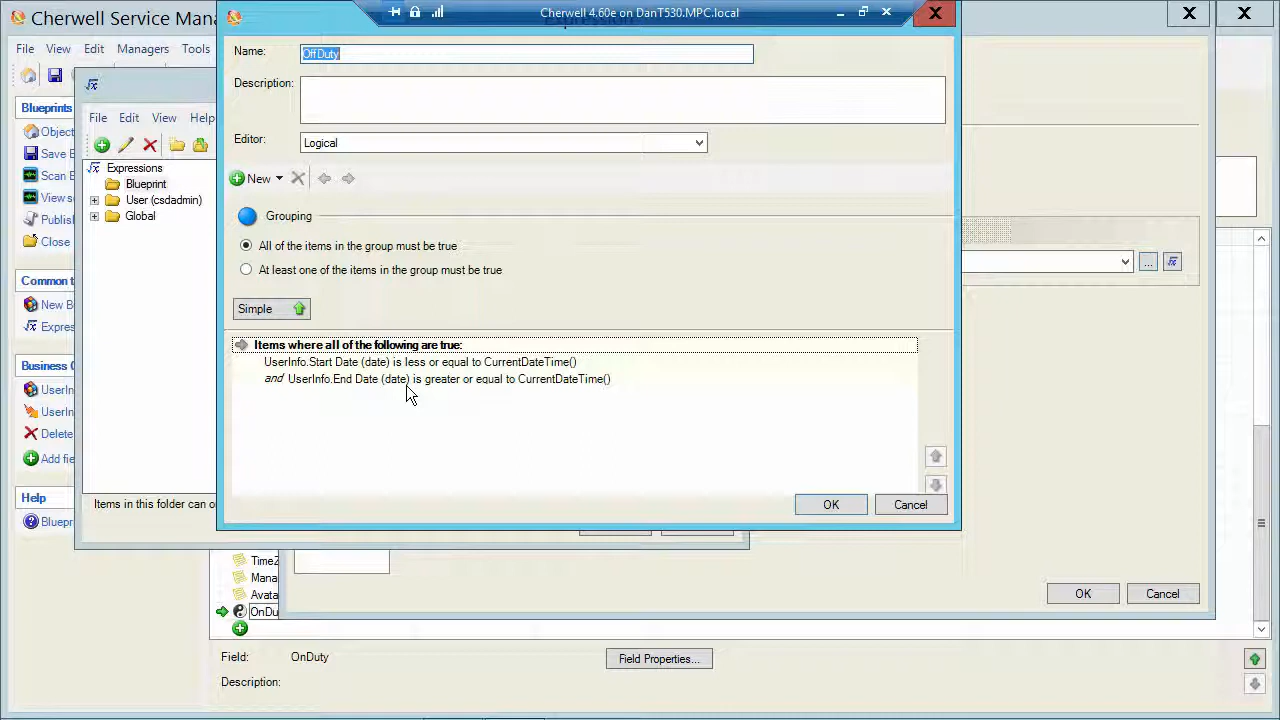 Cherwell Service Mana
Cherwell 4.60e on DanT530.MPC.local
File View Edit Managers Tools
Name: OffDuty
Description:
Editor: Logical
New
Grouping
All of the items in the group must be true
At least one of the items in the group must be true
Simple
Items where all of the following are true:
UserInfo.Start Date (date) is less or equal to CurrentDateTime()
and UserInfo.End Date (date) is greater or equal to CurrentDateTime()
OK Cancel
File Edit View Help
Expressions
Blueprint
User (csdadmin)
Global
Items in this folder can o
Blueprints
Object
Save B
Scan B
View s
Publis
Close
Common t
New B
Expre
Business O
UserIn
UserIn
Delete
Add fie
Help
Bluepr
...
OK Cancel
TimeZ
Mana
Avata
OnDu
Field: OnDuty
Field Properties...
Description: